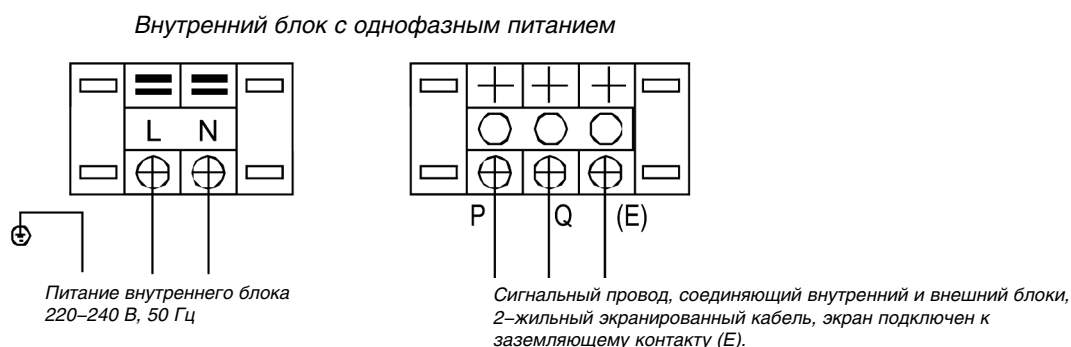 Внутренний блок с однофазным питанием
L N
P Q (E)
Питание внутреннего блока
220–240 В, 50 Гц
Сигнальный провод, соединяющий внутренний и внешний блоки,
2–жильный экранированный кабель, экран подключен к
заземляющему контакту (E).